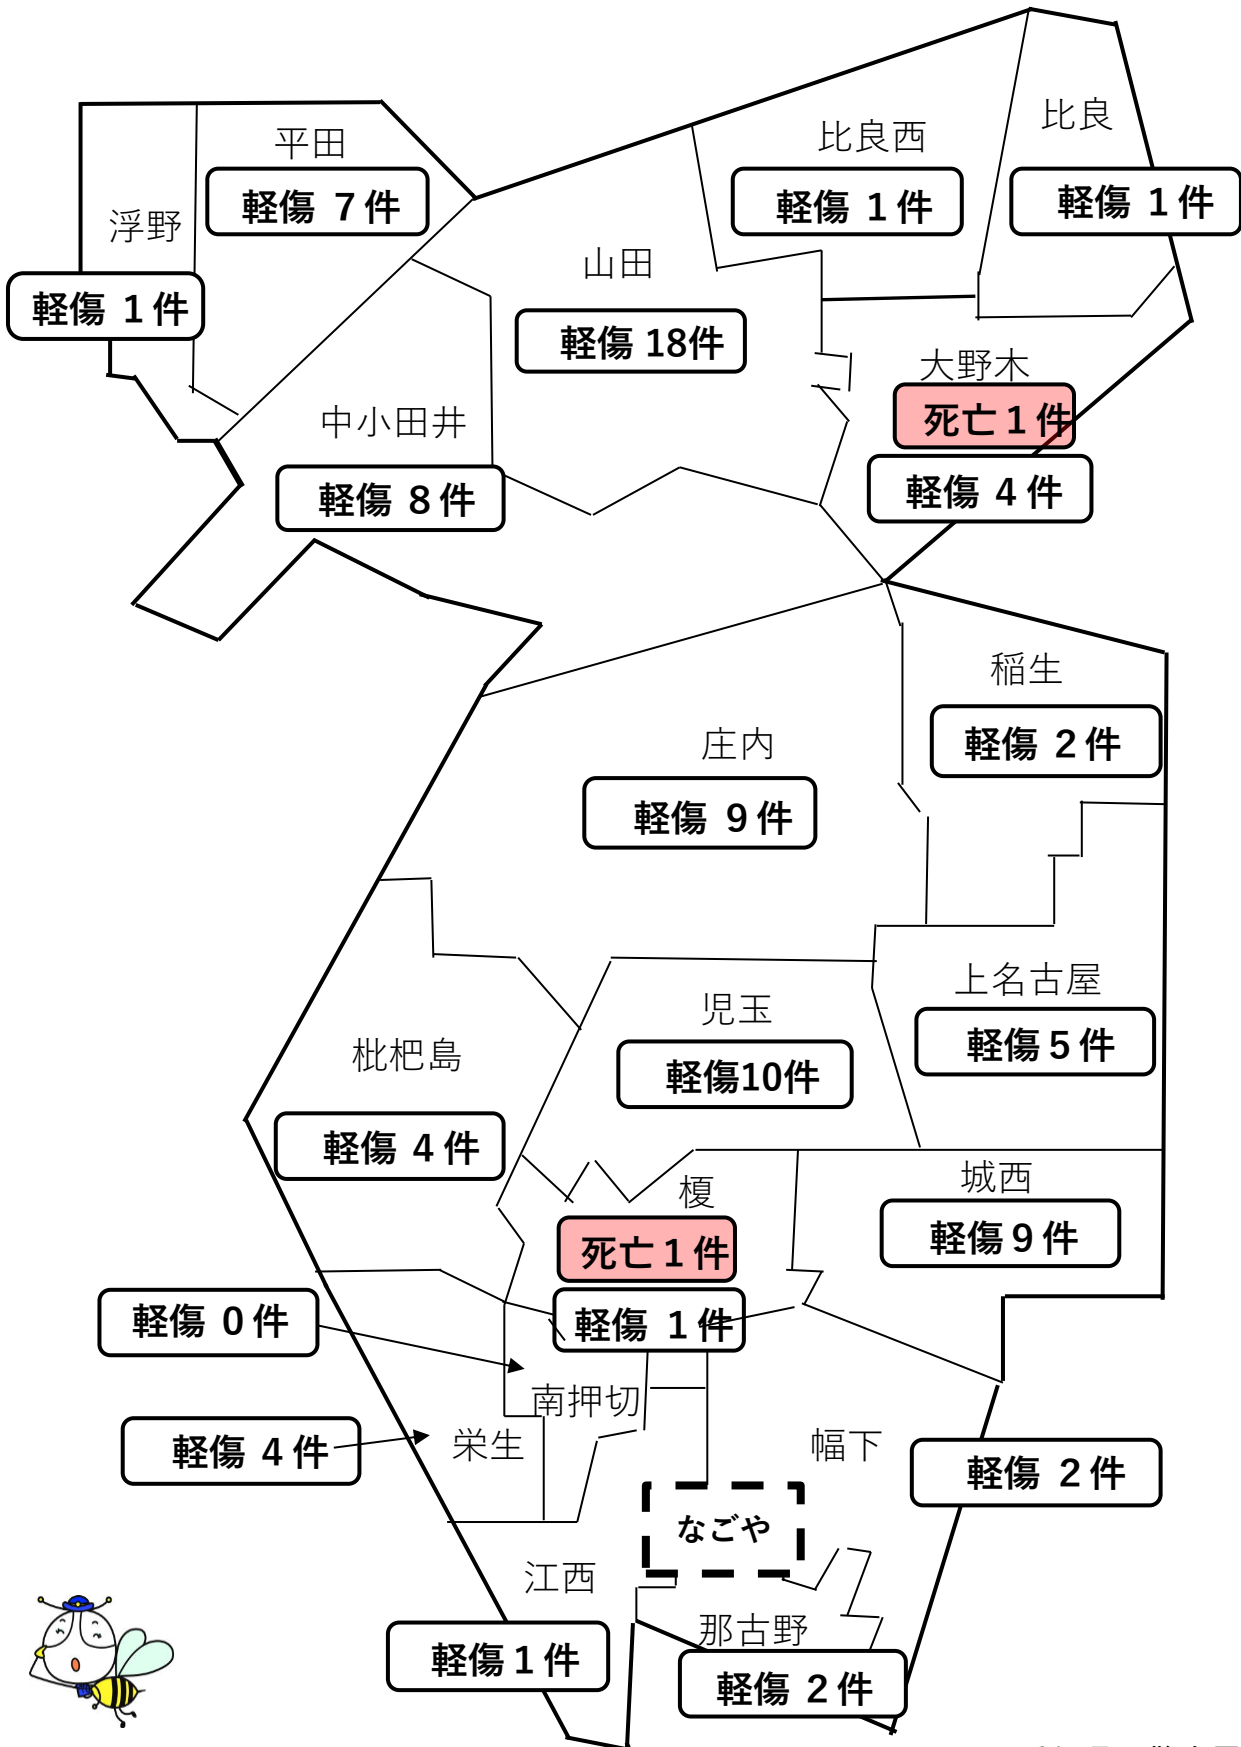 比良
比良西
平田
軽傷 1件
軽傷 1件
軽傷 7件
浮野
山田
軽傷 1件
軽傷 18件
大野木
死亡 1件
中小田井
軽傷 4件
軽傷 8件
稲生
庄内
軽傷 2件
軽傷 9件
上名古屋
児玉
枇杷島
軽傷 5件
軽傷10件
軽傷 4件
城西
榎
軽傷 9件
死亡 1件
軽傷 0件
軽傷 1件
南押切
栄生
幅下
軽傷 4件
軽傷 2件
なごや
江西
那古野
軽傷 1件
軽傷 2件